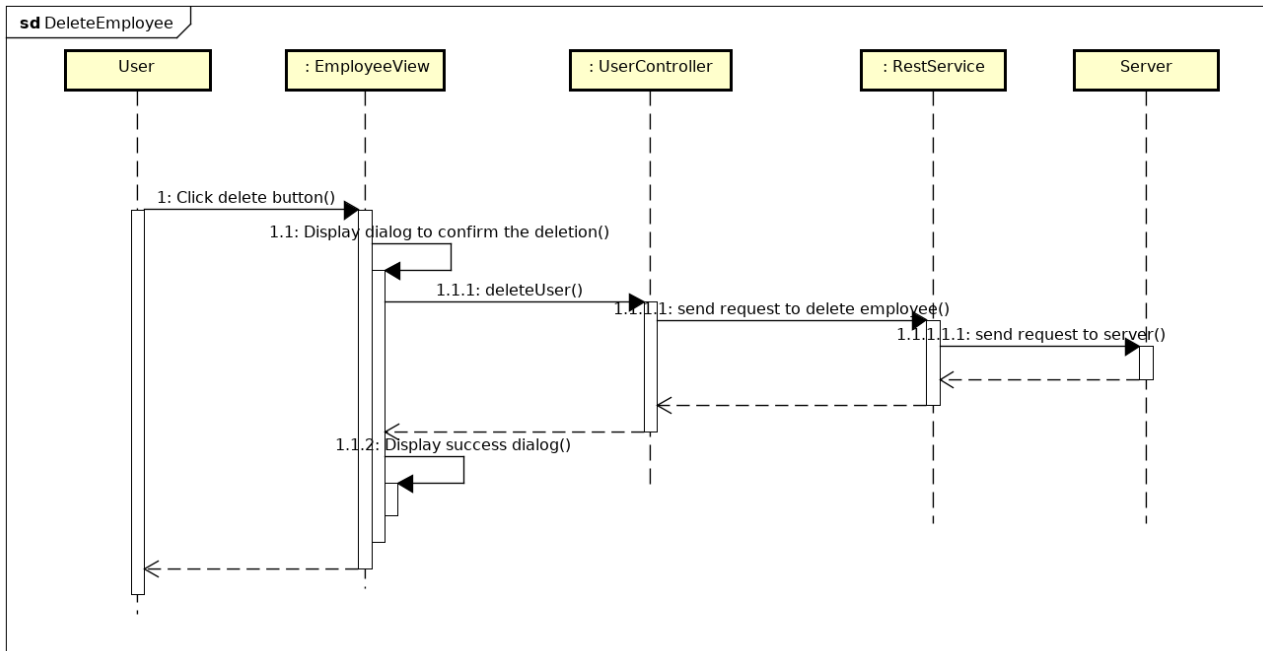 sd DeleteEmployee
User
: EmployeeView
: UserController
: RestService
Server
1: Click delete button()
1.1: Display dialog to confirm the deletion()
1.1.1: deleteUser()
1.1.1.1: send request to delete employee()
1.1.1.1.1: send request to server()
1.1.2: Display success dialog()